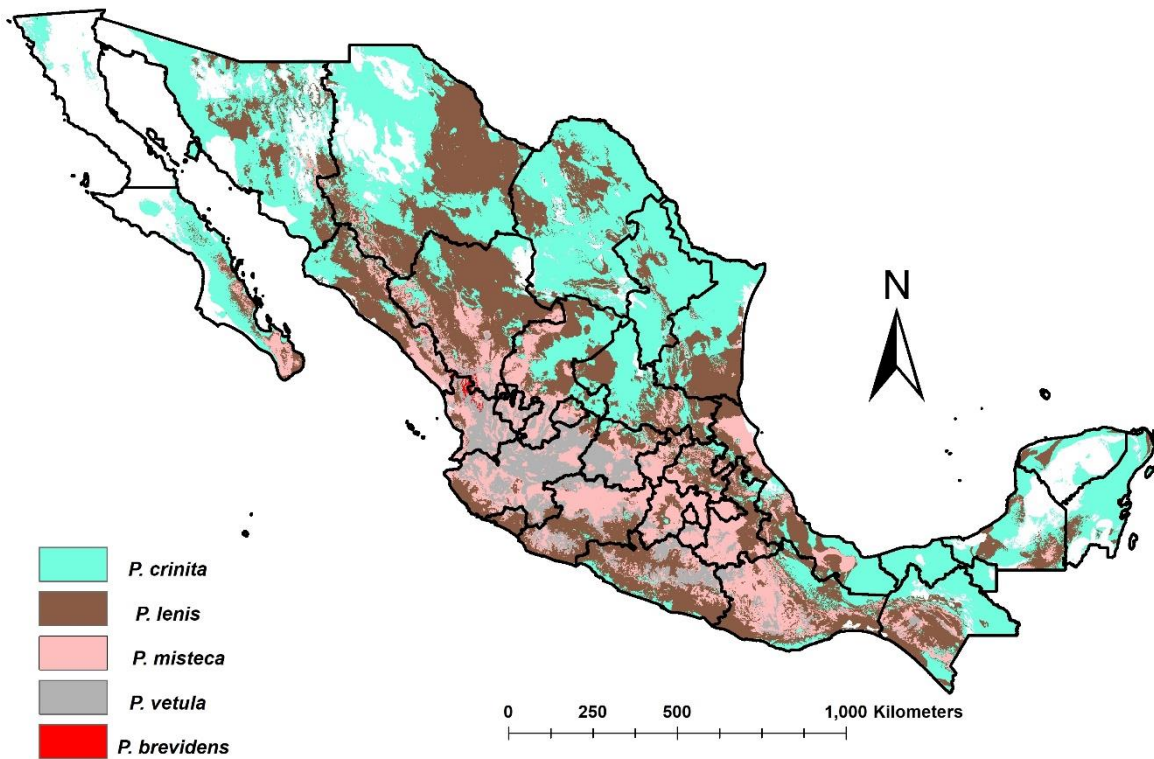 N
P. crinita
P. lenis
P. misteca
P. vetula
P. brevidens
0 250 500 1,000 Kilometers